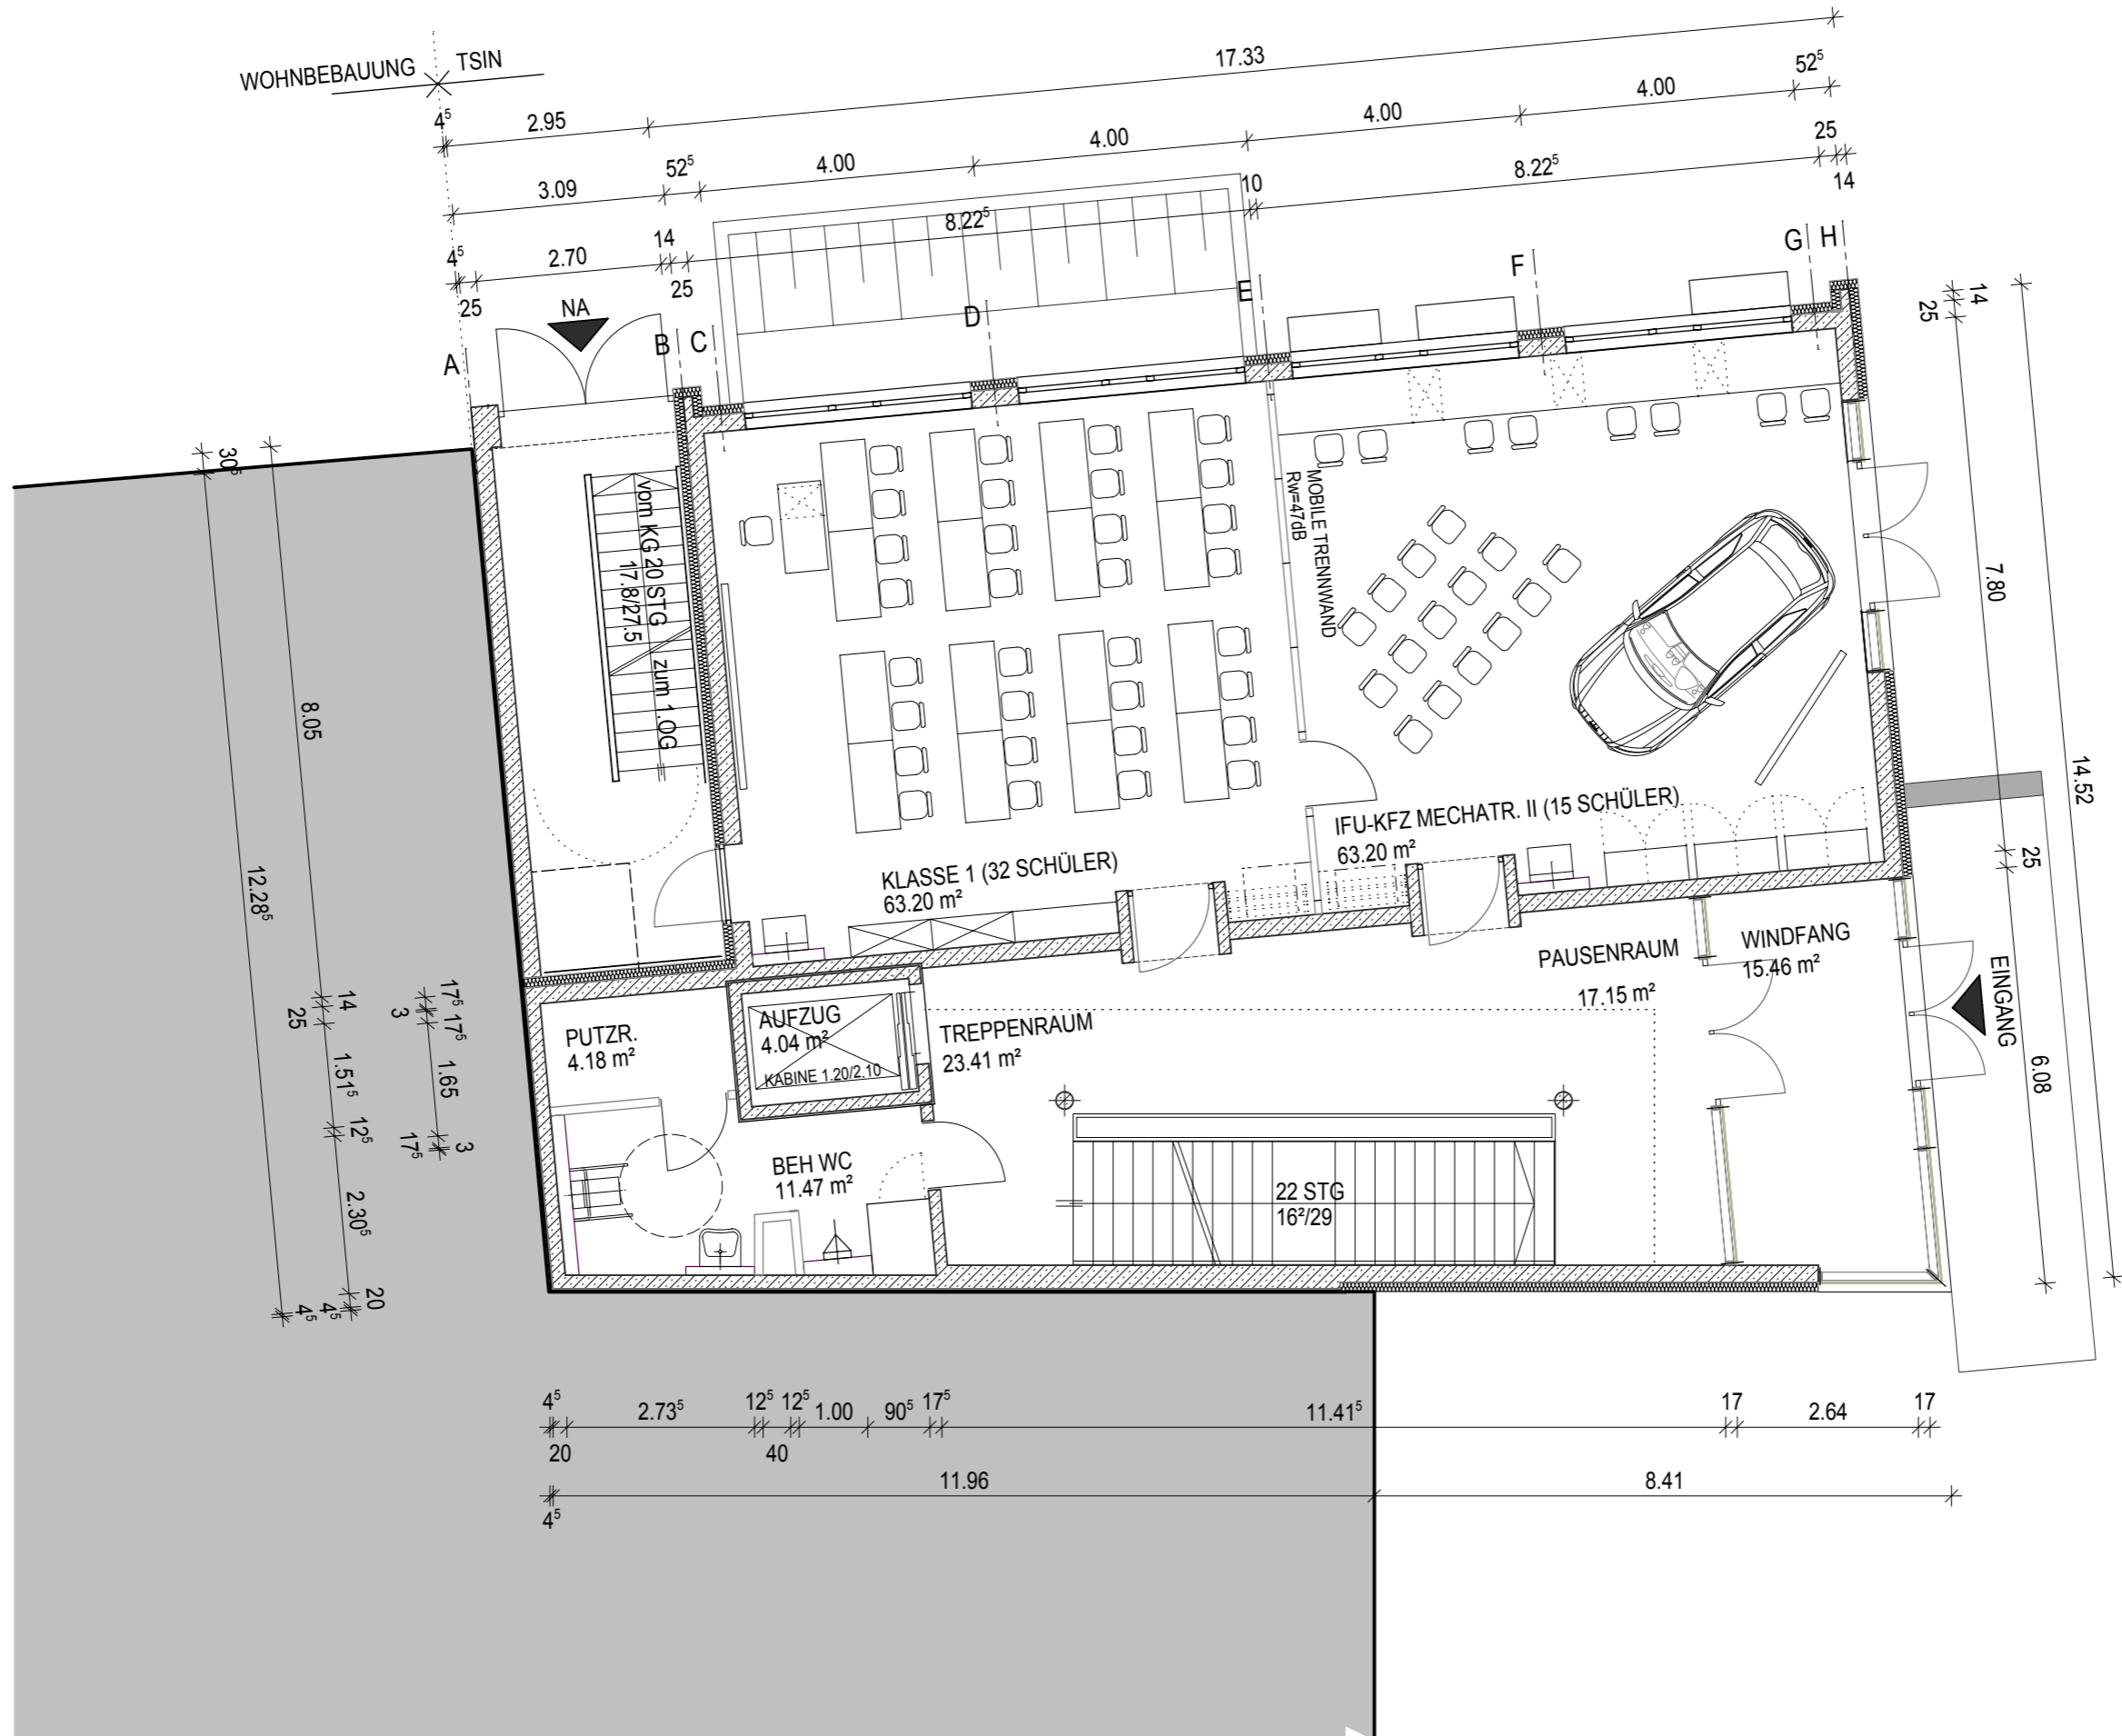 WOHNBEBAUUNG
TSIN
17.33
4⁵
2.95
4.00
4.00
4.00
4.00
52⁵
3.09
52⁵
8.22⁵
10
8.22⁵
25
14
4⁵
25
2.70
14
25
NA
A
B
C
D
E
F
G
H
14
25
7.80
25
6.08
14.52
30⁵
8.05
12.28⁵
14
25
1.51⁵
12⁵
2.30⁵
20
4⁵
4⁵
17⁵
3
17⁵
1.65
3
17⁵
vom KG 20 STG
17.8/27.5
zum 1.OG
MOBILE TRENNWAND
Rw=47dB
KLASSE 1 (32 SCHÜLER)
63.20 m²
IFU-KFZ MECHATR. II (15 SCHÜLER)
63.20 m²
PAUSENRAUM
17.15 m²
WINDFANG
15.46 m²
EINGANG
PUTZR.
4.18 m²
AUFZUG
4.04 m²
KABINE 1.20/2.10
TREPPENRAUM
23.41 m²
BEH WC
11.47 m²
22 STG
16²/29
4⁵
20
2.73⁵
12⁵
40
12⁵
1.00
90⁵
17⁵
11.41⁵
17
2.64
17
4⁵
11.96
8.41